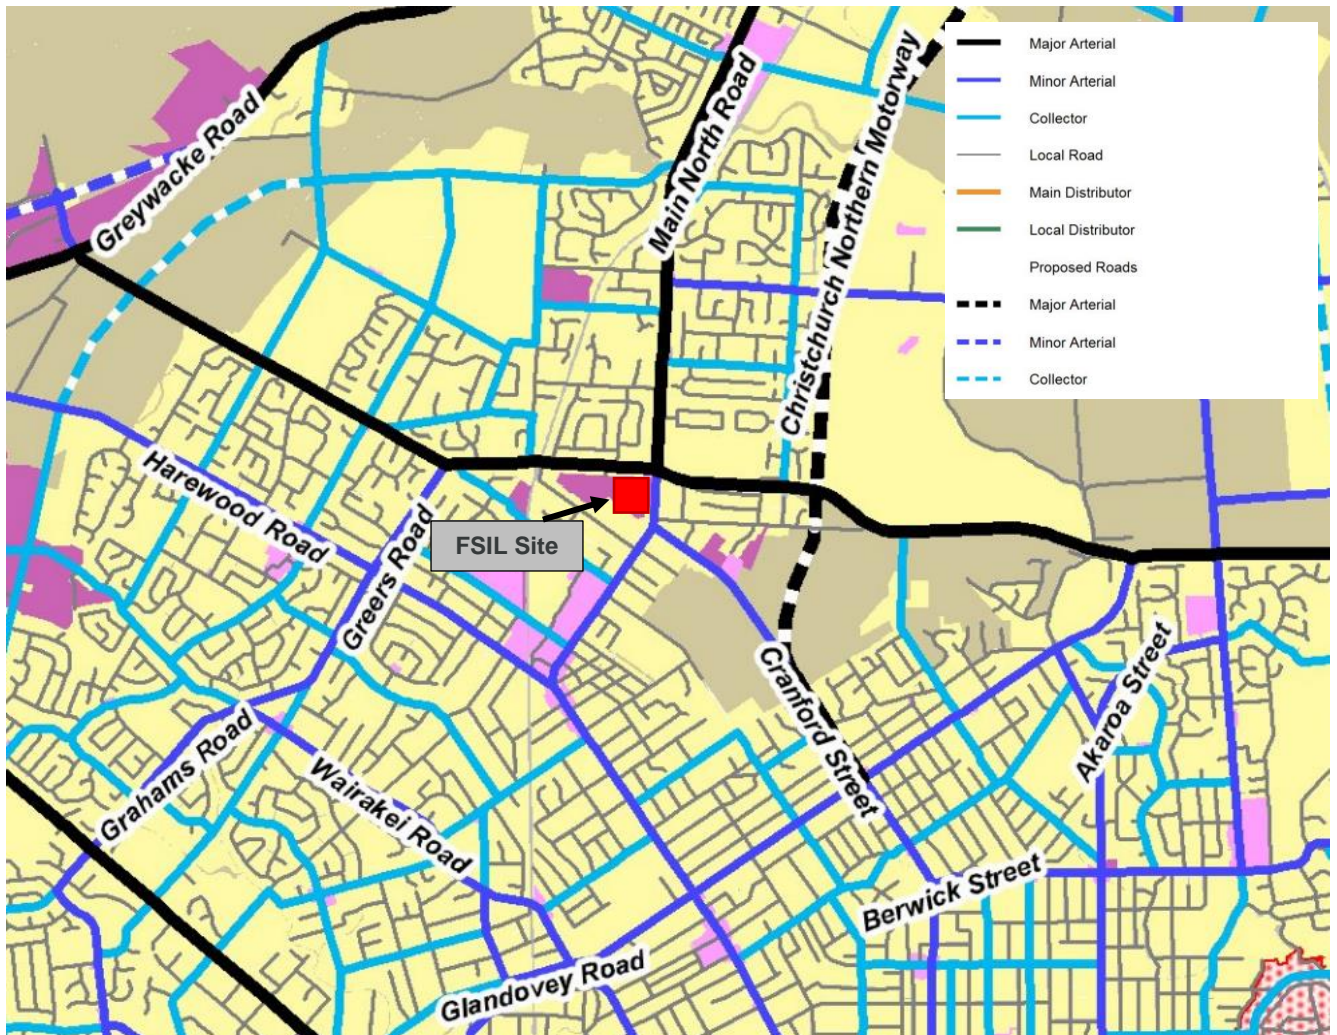 Major Arterial
Minor Arterial
Collector
Local Road
Main Distributor
Local Distributor
Proposed Roads
Major Arterial
Minor Arterial
Collector
Greywacke Road
Main North Road
Christchurch Northern Motorway
Harewood Road
Greers Road
FSIL Site
Cranford Street
Akaroa Street
Grahams Road
Wairakei Road
Berwick Street
Glandovey Road